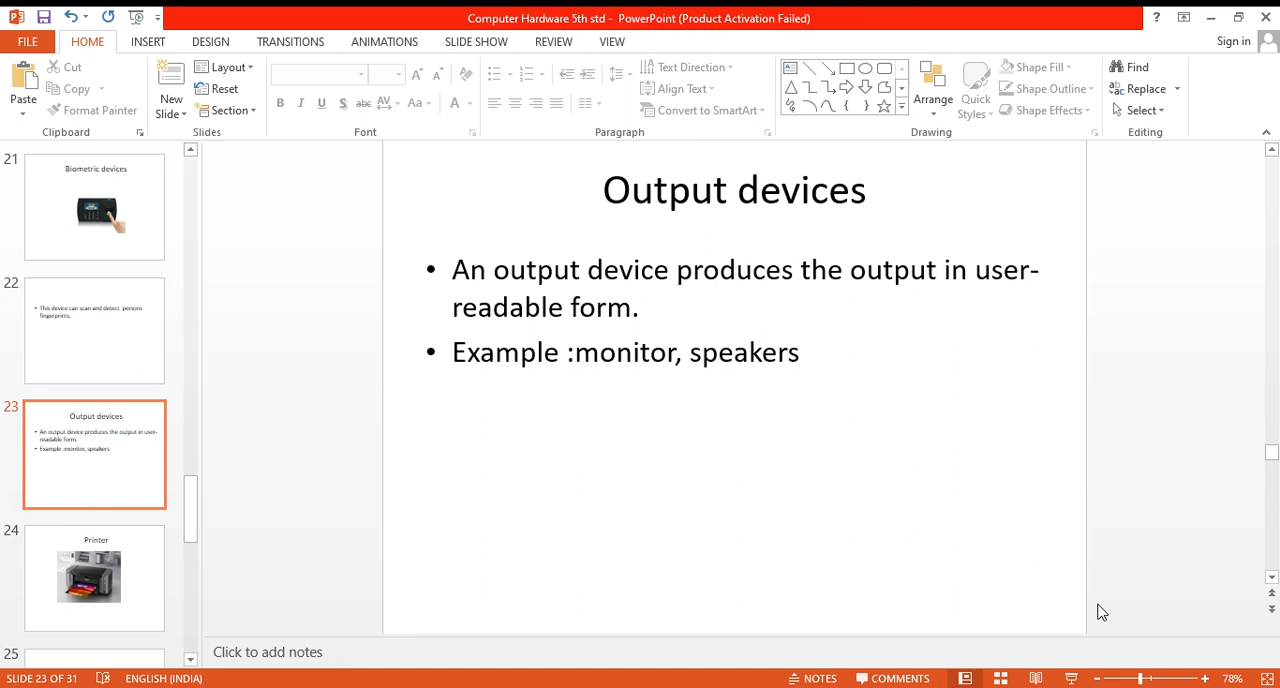 Computer Hardware 5th std - PowerPoint (Product Activation Failed)
FILE HOME INSERT DESIGN TRANSITIONS ANIMATIONS SLIDE SHOW REVIEW VIEW Sign in
Paste
Cut
Copy
Format Painter
Clipboard
New
Slide
Layout
Reset
Section
Slides
B I U S abc AV Aa A
Font
Text Direction
Align Text
Convert to SmartArt
Paragraph
Arrange
Quick
Styles
Shape Fill
Shape Outline
Shape Effects
Drawing
Find
Replace
Select
Editing
21
Biometric devices
22
• This device can scan and detect persons
fingerprints.
23
Output devices
• An output device produces the output in user-
readable form.
• Example :monitor, speakers
24
Printer
25
Output devices
• An output device produces the output in user-
readable form.
• Example :monitor, speakers
Click to add notes
SLIDE 23 OF 31 ENGLISH (INDIA) NOTES COMMENTS 78%